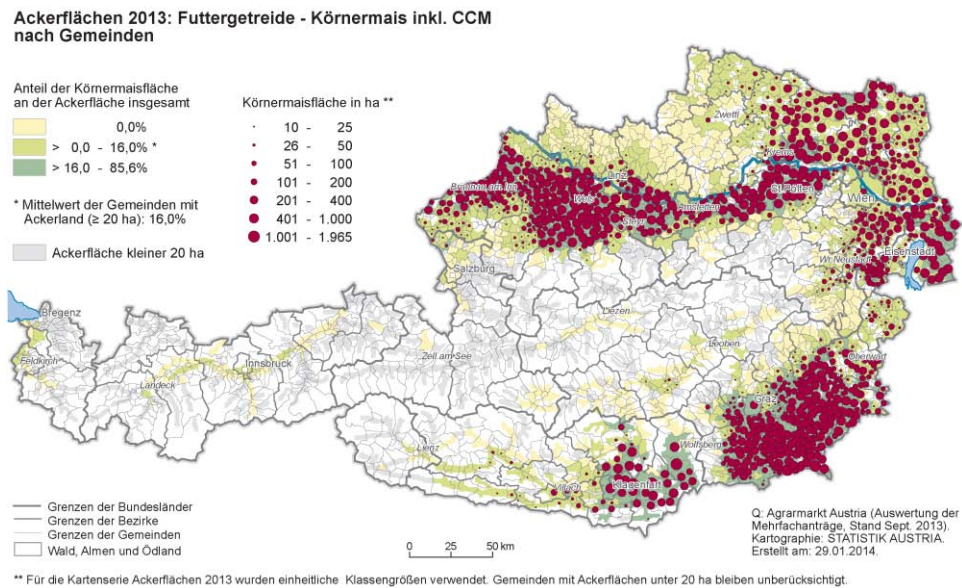 Ackerflächen 2013: Futtergetreide - Körnermais inkl. CCM
nach Gemeinden
Anteil der Körnermaisfläche
an der Ackerfläche insgesamt
0,0%
> 0,0 - 16,0% *
> 16,0 - 85,6%
* Mittelwert der Gemeinden mit
Ackerland (≥ 20 ha): 16,0%
Ackerfläche kleiner 20 ha
Körnermaisfläche in ha **
10 - 25
26 - 50
51 - 100
101 - 200
201 - 400
401 - 1.000
1.001 - 1.965
Zwettl
Krems
Linz
Braunau am Inn
Wels
St.Pölten
Wien
Steyr
Amstetten
Eisenstadt
Wr.Neustadt
Salzburg
Bregenz
Liezen
Feldkirch
Innsbruck
Zell am See
Leoben
Oberwart
Landeck
Graz
Lienz
Wolfsberg
Villach
Klagenfurt
Grenzen der Bundesländer
Grenzen der Bezirke
Grenzen der Gemeinden
Wald, Almen und Ödland
0 25 50 km
Q: Agrarmarkt Austria (Auswertung der
Mehrfachanträge, Stand Sept. 2013).
Kartographie: STATISTIK AUSTRIA.
Erstellt am: 29.01.2014.
** Für die Kartenserie Ackerflächen 2013 wurden einheitliche Klassengrößen verwendet. Gemeinden mit Ackerflächen unter 20 ha bleiben unberücksichtigt.